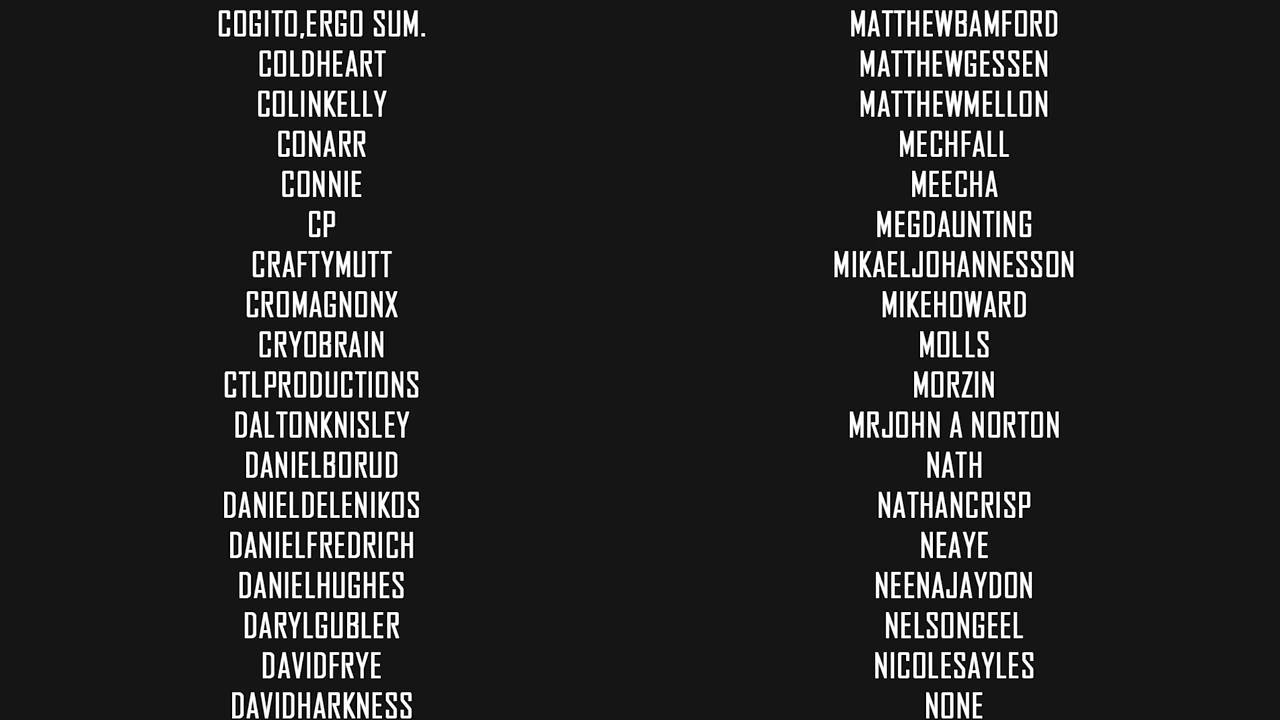 COGITO,ERGO SUM.
COLDHEART
COLINKELLY
CONARR
CONNIE
CP
CRAFTYMUTT
CROMAGNONX
CRYOBRAIN
CTLPRODUCTIONS
DALTONKNISLEY
DANIELBORUD
DANIELDELENIKOS
DANIELFREDRICH
DANIELHUGHES
DARYLGUBLER
DAVIDFRYE
DAVIDHARKNESS
MATTHEWBAMFORD
MATTHEWGESSEN
MATTHEWMELLON
MECHFALL
MEECHA
MEGDAUNTING
MIKAELJOHANNESSON
MIKEHOWARD
MOLLS
MORZIN
MRJOHN A NORTON
NATH
NATHANCRISP
NEAYE
NEENAJAYDON
NELSONGEEL
NICOLESAYLES
NONE